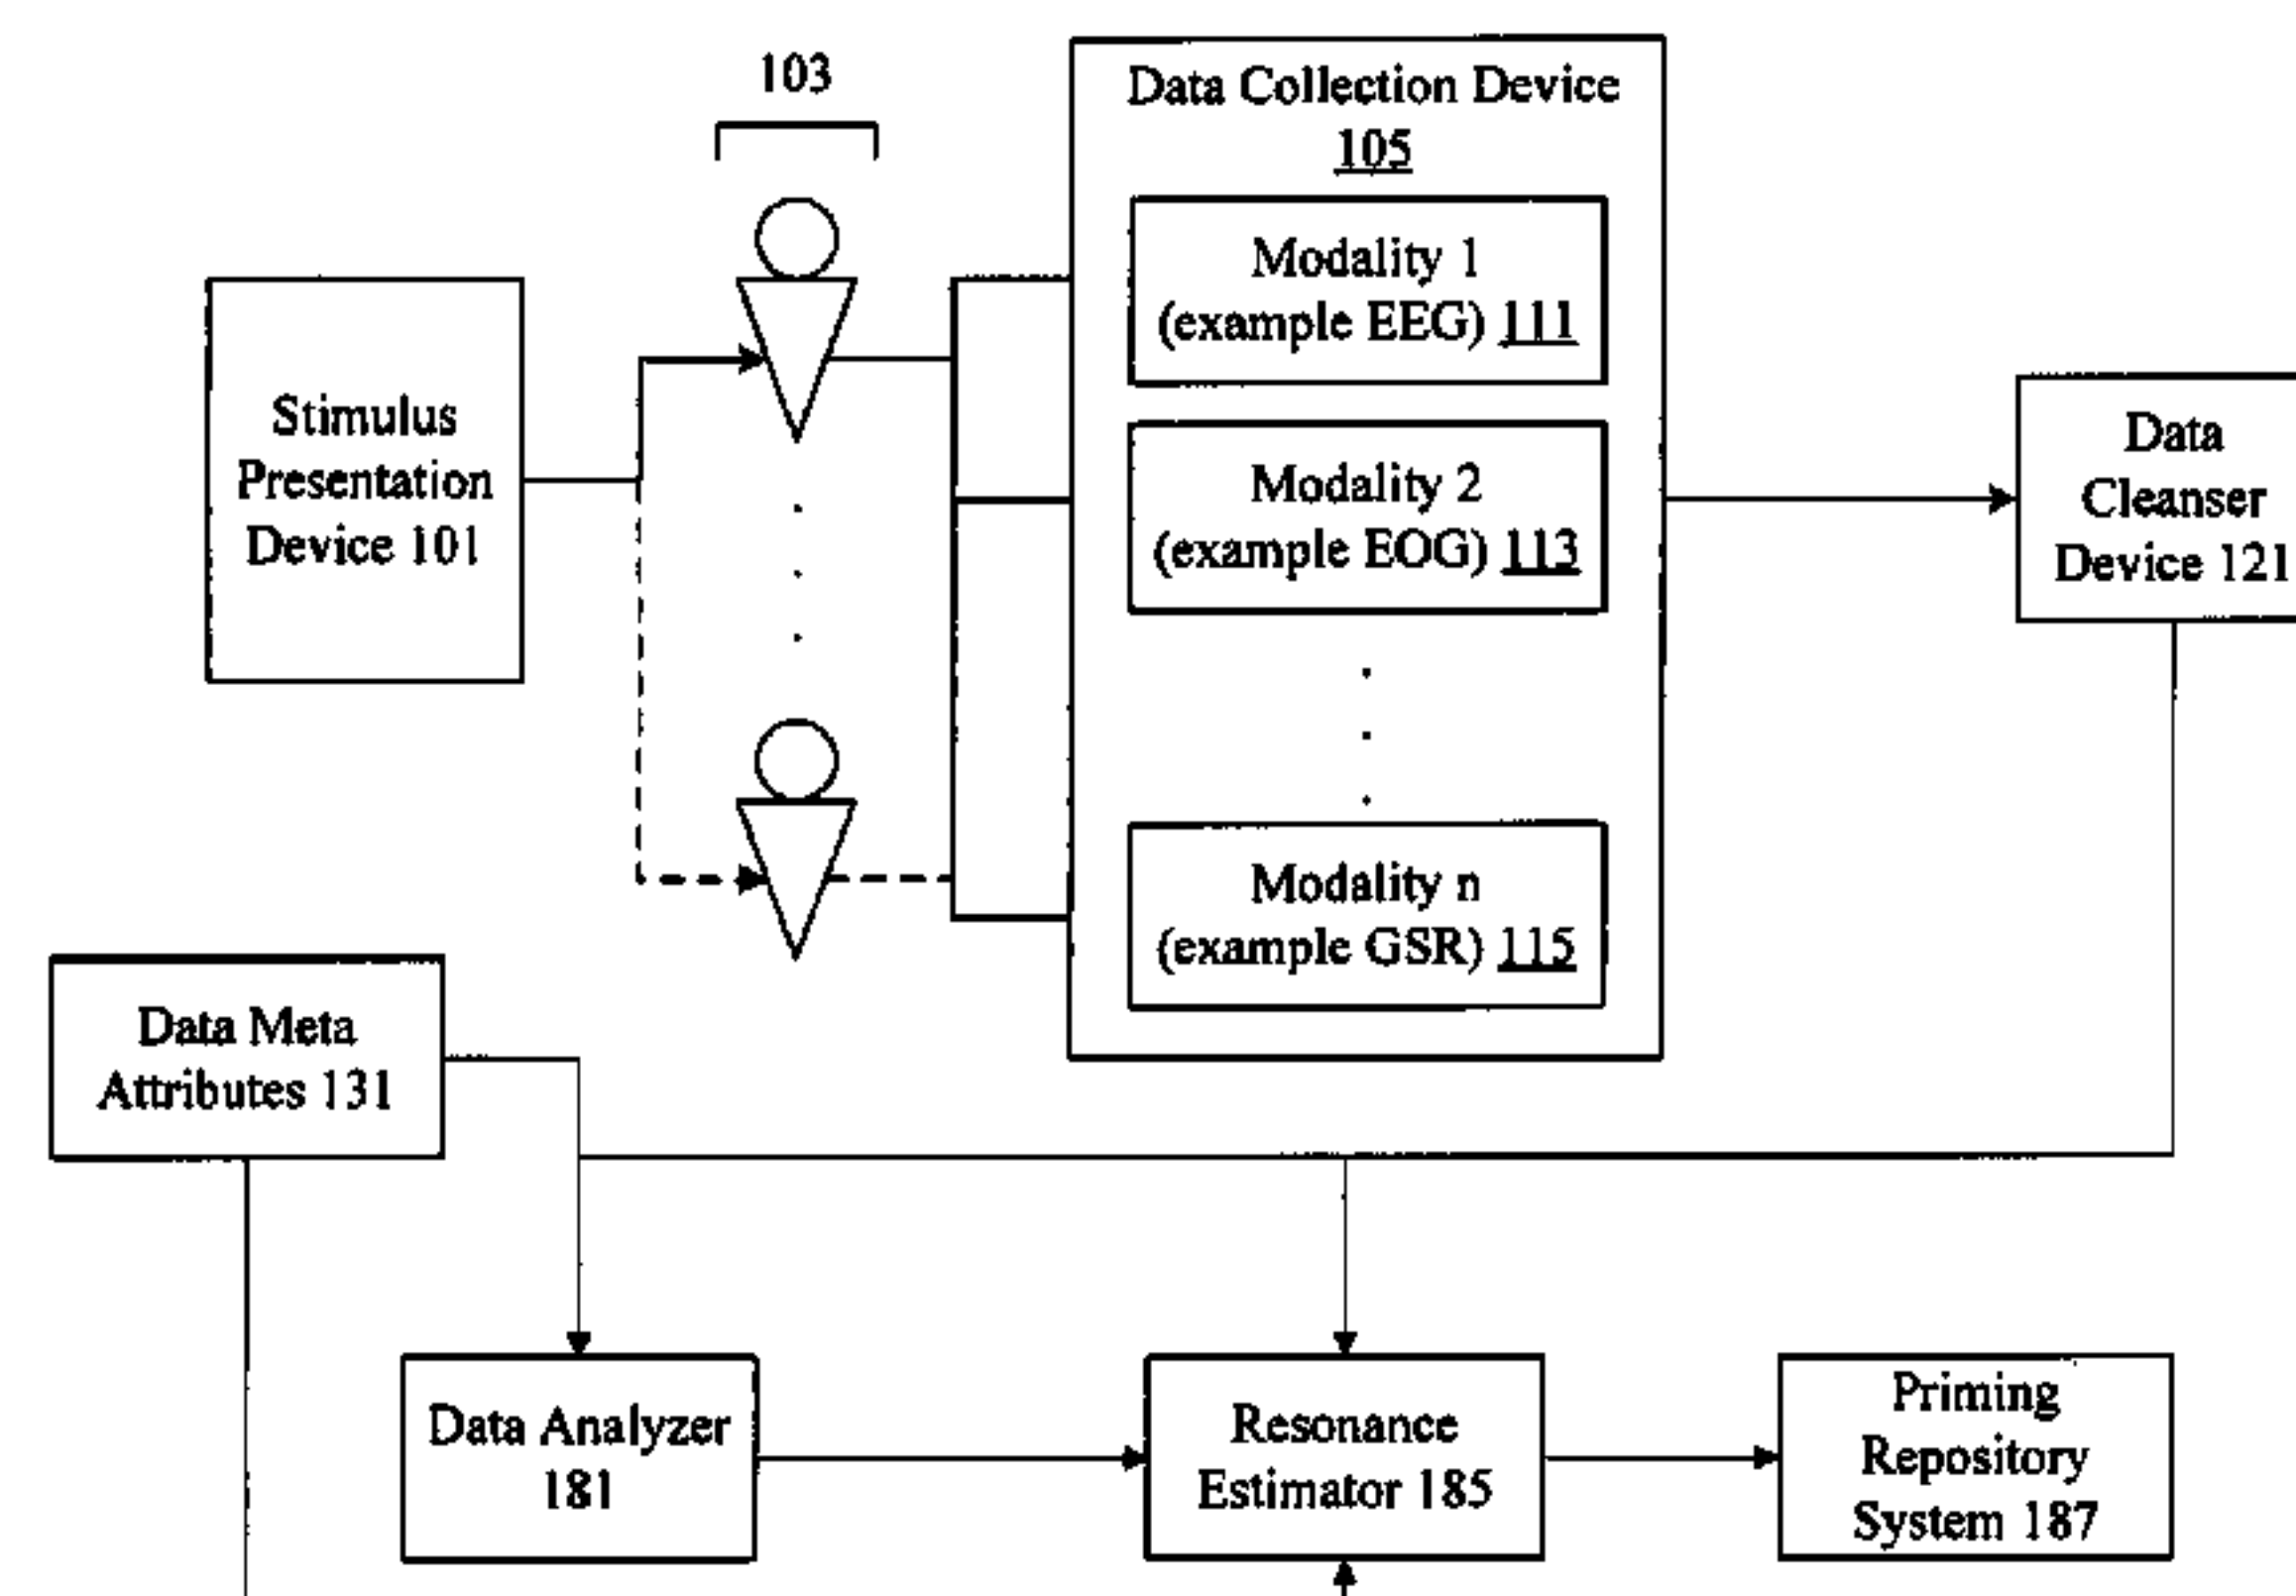 103
Data Collection Device
105
Modality 1
(example EEG) 111
Stimulus
Presentation
Device 101
Modality 2
(example EOG) 113
Data
Cleanser
Device 121
Modality n
(example GSR) 115
Data Meta
Attributes 131
Data Analyzer
181
Resonance
Estimator 185
Priming
Repository
System 187